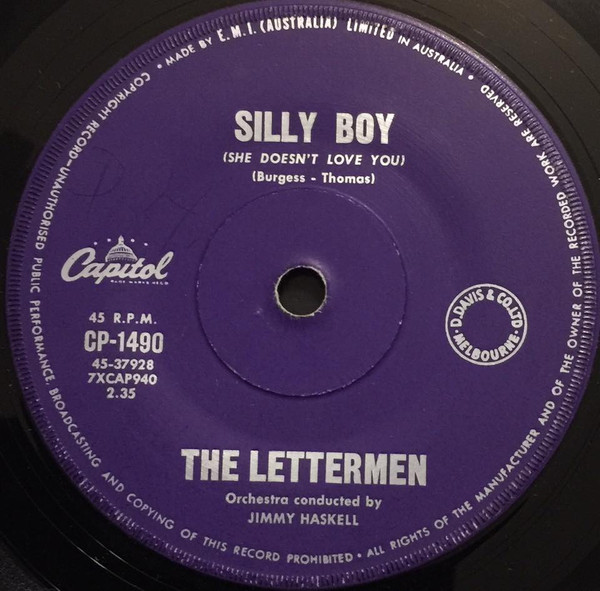 • MADE BY E.M.I. (AUSTRALIA) LIMITED IN AUSTRALIA •
SILLY BOY
(SHE DOESN'T LOVE YOU)
(Burgess - Thomas)
Capitol
45 R.P.M.
CP-1490
45-37928
7XCAP940
2.35
• D. DAVIS & CO. LTD. •
MELBOURNE
THE LETTERMEN
Orchestra conducted by
JIMMY HASKELL
COPYRIGHT RECORD—UNAUTHORISED PUBLIC PERFORMANCE, BROADCASTING AND COPYING OF THIS RECORD PROHIBITED • ALL RIGHTS OF THE MANUFACTURER AND OF THE OWNER OF THE RECORDED WORK ARE RESERVED